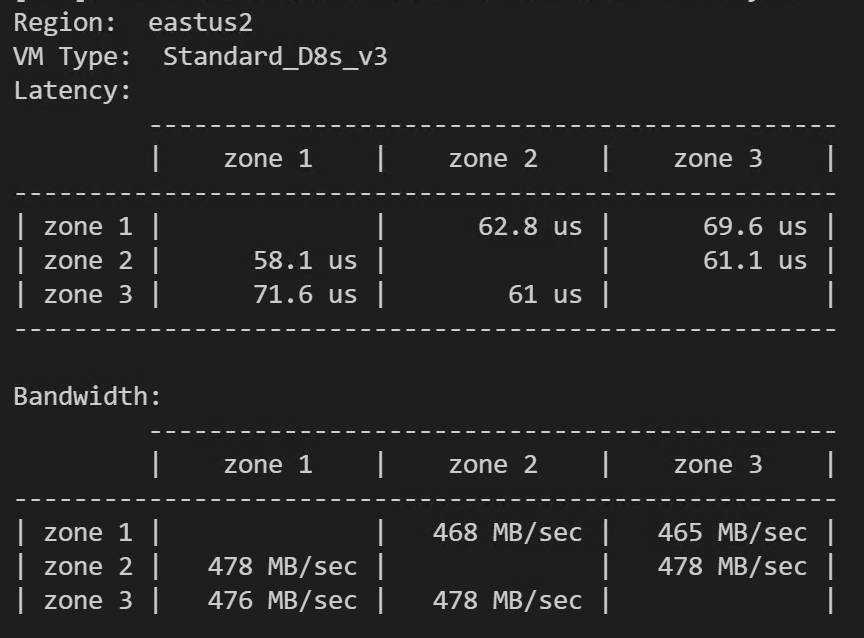 Region:  eastus2
VM Type:  Standard_D8s_v3
Latency:
         ----------------------------------------------
         |    zone 1    |    zone 2    |    zone 3    |
-------------------------------------------------------
| zone 1 |              |      62.8 us |      69.6 us |
| zone 2 |      58.1 us |              |      61.1 us |
| zone 3 |      71.6 us |        61 us |              |
-------------------------------------------------------

Bandwidth:
         ----------------------------------------------
         |    zone 1    |    zone 2    |    zone 3    |
-------------------------------------------------------
| zone 1 |              |   468 MB/sec |   465 MB/sec |
| zone 2 |   478 MB/sec |              |   478 MB/sec |
| zone 3 |   476 MB/sec |   478 MB/sec |              |